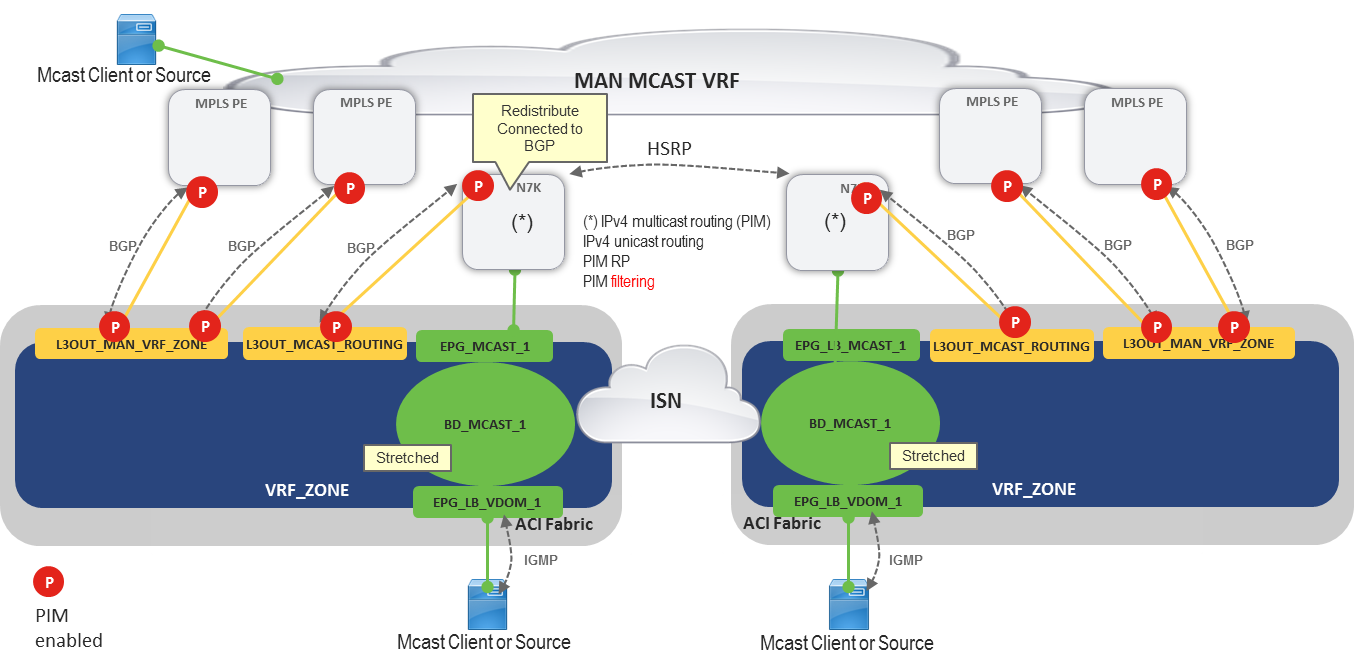 Mcast Client or Source
MAN MCAST VRF
MPLS PE
MPLS PE
MPLS PE
MPLS PE
Redistribute
Connected to
BGP
HSRP
P
P
P
P
P
P
N7K
(*)
(*)
(*) IPv4 multicast routing (PIM)
IPv4 unicast routing
PIM RP
PIM filtering
BGP
BGP
BGP
BGP
BGP
BGP
P
P
P
P
P
P
L3OUT_MAN_VRF_ZONE
L3OUT_MCAST_ROUTING
EPG_MCAST_1
EPG_LB_MCAST_1
L3OUT_MCAST_ROUTING
L3OUT_MAN_VRF_ZONE
ISN
BD_MCAST_1
BD_MCAST_1
Stretched
Stretched
VRF_ZONE
VRF_ZONE
EPG_LB_VDOM_1
EPG_LB_VDOM_1
ACI Fabric
ACI Fabric
IGMP
IGMP
P
PIM
enabled
Mcast Client or Source
Mcast Client or Source